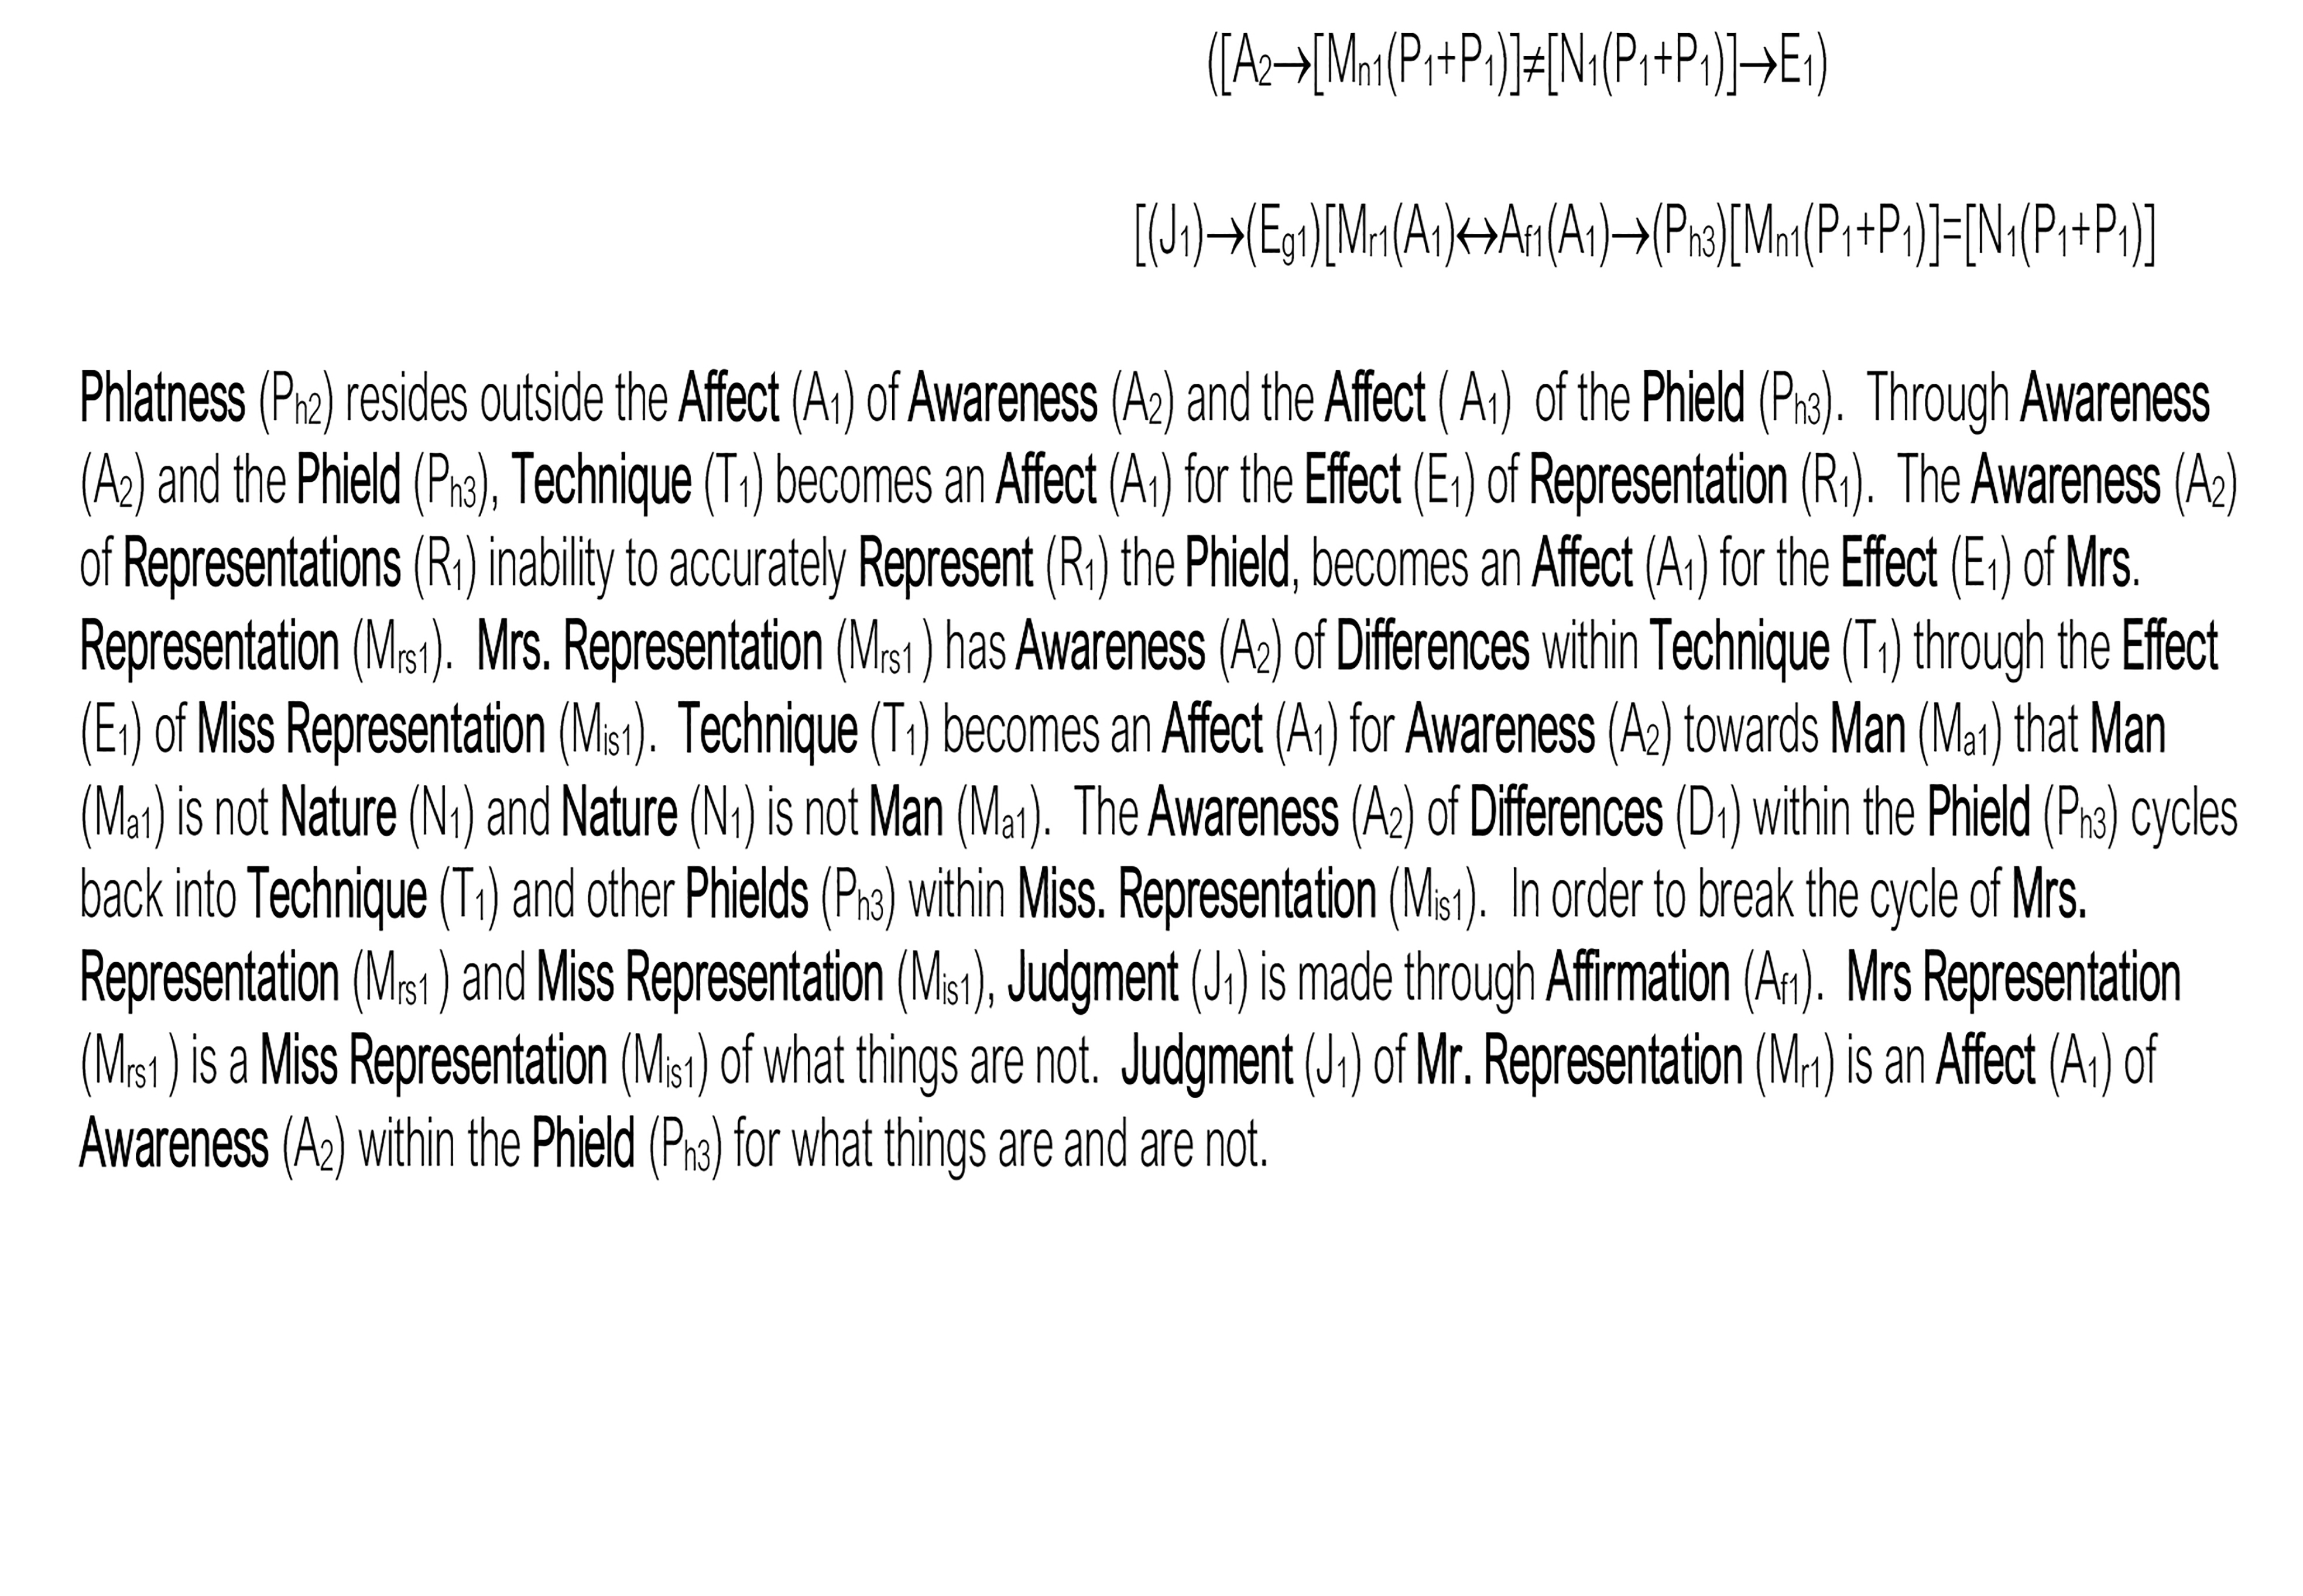 ([A₂→[Mn1(P₁+P₁)]≠[N₁(P₁+P₁)]→E₁)
[(J₁)→(Eg1)[Mr1(A₁)↔Af1(A₁)→(Ph3)[Mn1(P₁+P₁)]=[N₁(P₁+P₁)]
Phlatness (Ph2) resides outside the Affect (A₁) of Awareness (A₂) and the Affect ( A₁)  of the Phield (Ph3).  Through Awareness
(A₂) and the Phield (Ph3), Technique (T₁) becomes an Affect (A₁) for the Effect (E₁) of Representation (R₁).  The Awareness (A₂)
of Representations (R₁) inability to accurately Represent (R₁) the Phield, becomes an Affect (A₁) for the Effect (E₁) of Mrs.
Representation (Mrs1).  Mrs. Representation (Mrs1 ) has Awareness (A₂) of Differences within Technique (T₁) through the Effect
(E₁) of Miss Representation (Mis1).  Technique (T₁) becomes an Affect (A₁) for Awareness (A₂) towards Man (Ma1) that Man
(Ma1) is not Nature (N₁) and Nature (N₁) is not Man (Ma1).  The Awareness (A₂) of Differences (D₁) within the Phield (Ph3) cycles
back into Technique (T₁) and other Phields (Ph3) within Miss. Representation (Mis1).  In order to break the cycle of Mrs.
Representation (Mrs1 ) and Miss Representation (Mis1), Judgment (J₁) is made through Affirmation (Af1).  Mrs Representation
(Mrs1 ) is a Miss Representation (Mis1) of what things are not.  Judgment (J₁) of Mr. Representation (Mr1) is an Affect (A₁) of
Awareness (A₂) within the Phield (Ph3) for what things are and are not.